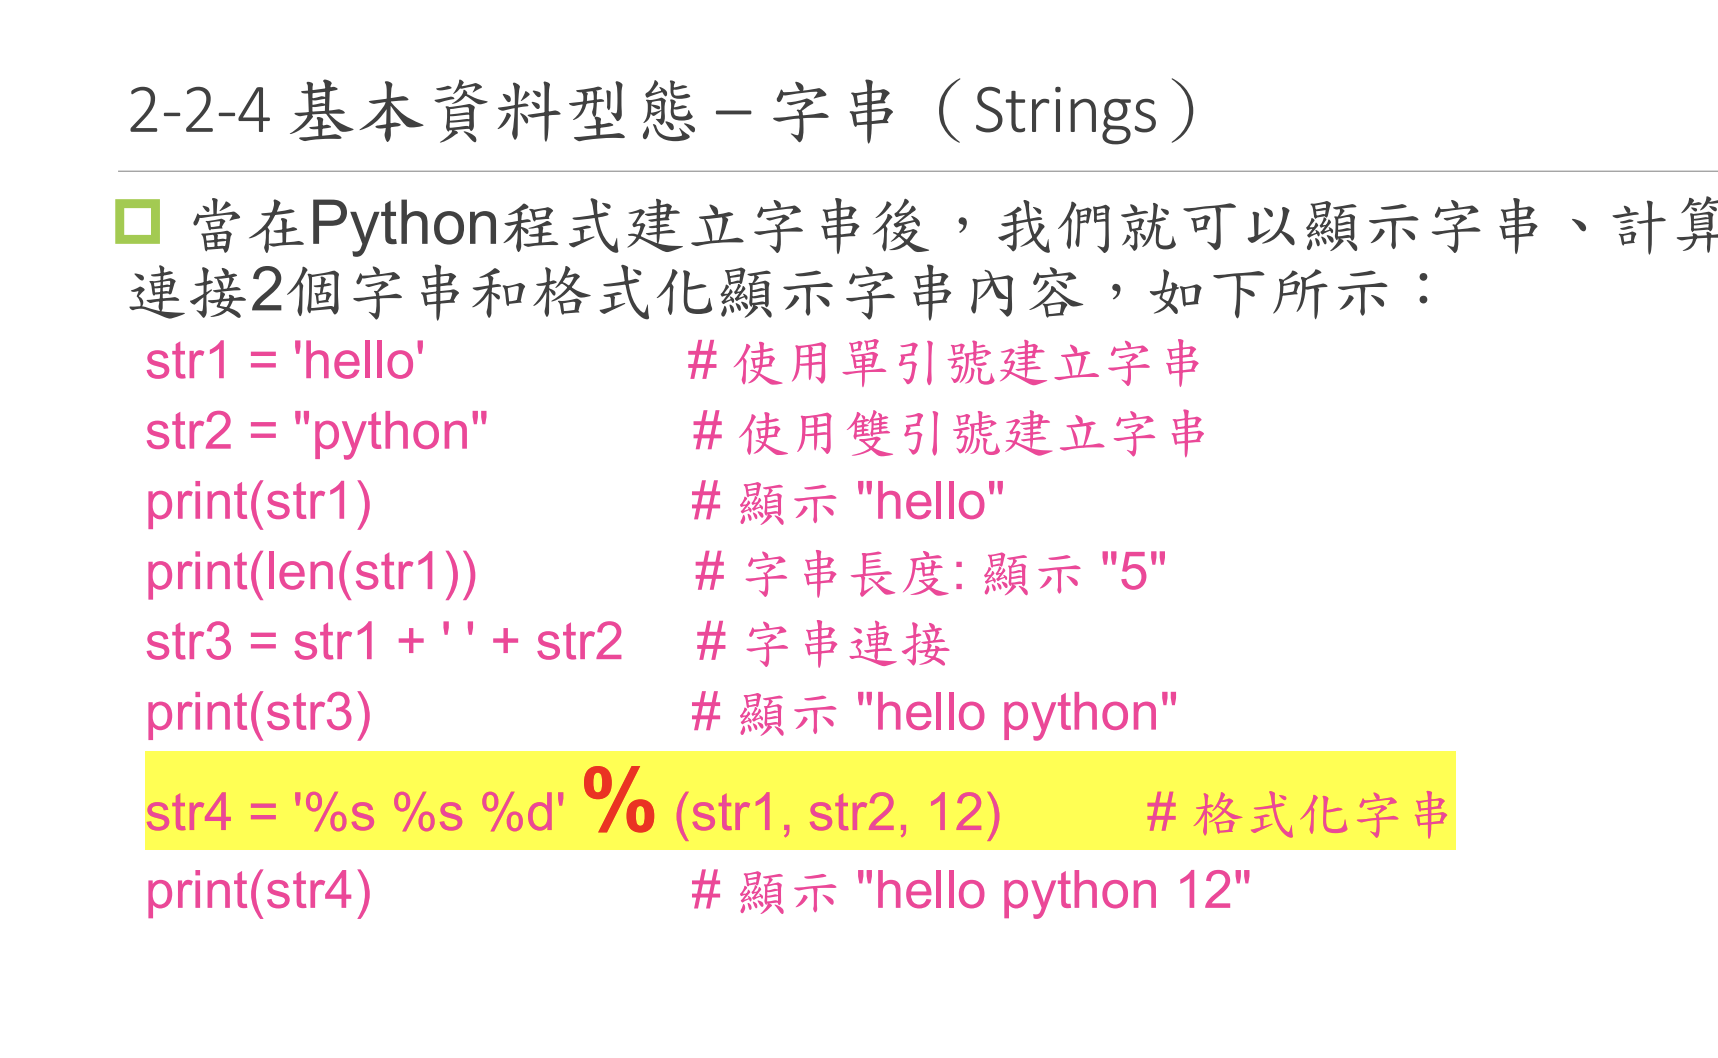 2-2-4 基本資料型態 – 字串（Strings）
當在Python程式建立字串後，我們就可以顯示字串、計算
連接2個字串和格式化顯示字串內容，如下所示：
str1 = 'hello' # 使用單引號建立字串
str2 = "python" # 使用雙引號建立字串
print(str1) # 顯示 "hello"
print(len(str1)) # 字串長度: 顯示 "5"
str3 = str1 + ' ' + str2 # 字串連接
print(str3) # 顯示 "hello python"
str4 = '%s %s %d' % (str1, str2, 12) # 格式化字串
print(str4) # 顯示 "hello python 12"